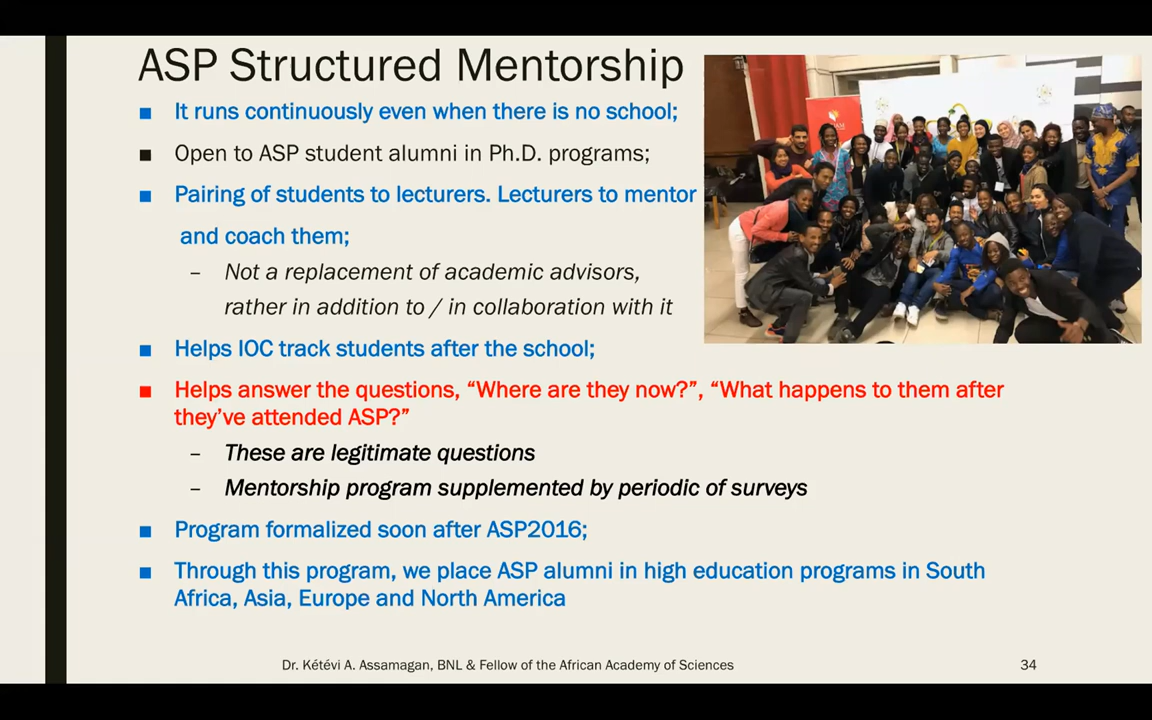 ASP Structured Mentorship
■ It runs continuously even when there is no school;
■ Open to ASP student alumni in Ph.D. programs;
■ Pairing of students to lecturers. Lecturers to mentor
and coach them;
– Not a replacement of academic advisors,
rather in addition to / in collaboration with it
■ Helps IOC track students after the school;
■ Helps answer the questions, “Where are they now?”, “What happens to them after
they’ve attended ASP?”
– These are legitimate questions
– Mentorship program supplemented by periodic of surveys
■ Program formalized soon after ASP2016;
■ Through this program, we place ASP alumni in high education programs in South
Africa, Asia, Europe and North America
Dr. Kétévi A. Assamagan, BNL & Fellow of the African Academy of Sciences
34